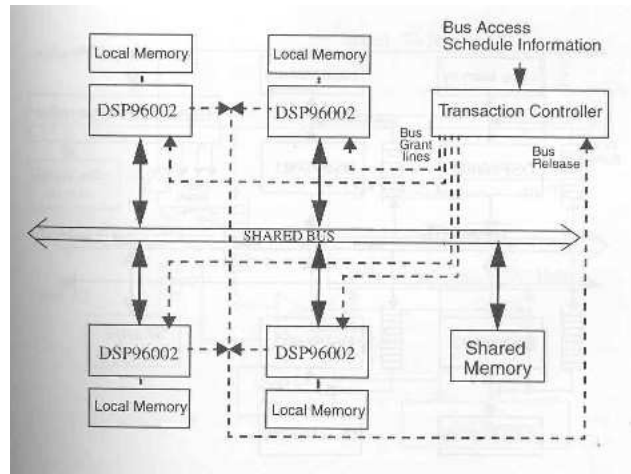 Local Memory
Local Memory
Bus Access
Schedule Information
DSP96002
DSP96002
Transaction Controller
Bus
Grant
lines
Bus
Release
SHARED BUS
DSP96002
DSP96002
Shared
Memory
Local Memory
Local Memory